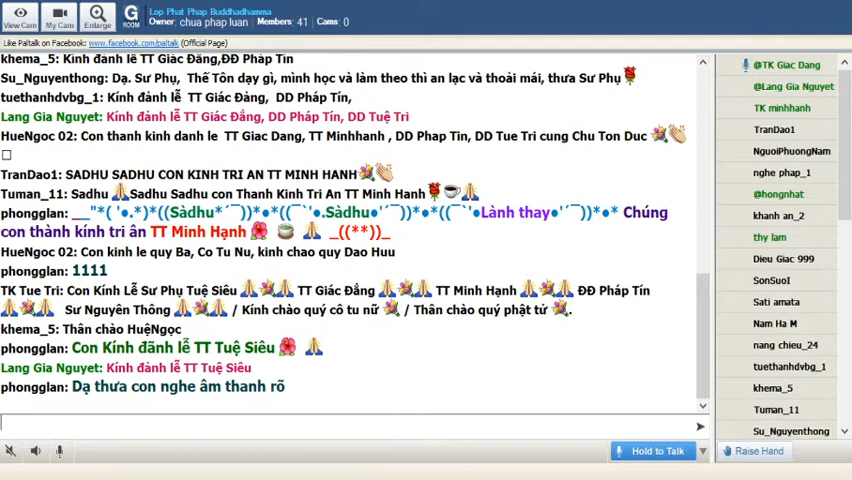 Lop Phat Phap Buddhadhamma
Owner: chua phap luan Members: 41 Cams: 0
View Cam My Cam Enlarge G ROOM
Like Paltalk on Facebook: www.facebook.com/paltalk (Official Page)
khema_5: Kính đảnh lễ TT Giác Đẳng,ĐĐ Pháp Tín
Su_Nguyenthong: Dạ. Sư Phụ, Thế Tôn dạy gì, mình học và làm theo thì an lạc và thoải mái, thưa Sư Phụ
tuethanhdvbg_1: Kính đảnh lễ TT Giác Đẳng, DD Pháp Tín,
Lang Gia Nguyet: Kính đảnh lễ TT Giác Đẳng, DD Pháp Tín, DD Tuệ Tri
HueNgoc 02: Con thanh kinh danh le TT Giac Dang, TT Minhhanh , DD Phap Tin, DD Tue Tri cung Chu Ton Duc
TranDao1: SADHU SADHU CON KINH TRI AN TT MINH HANH
Tuman_11: Sadhu Sadhu Sadhu con Thanh Kinh Tri An TT Minh Hanh
phongglan: __"*( '•.*)*((Sàdhu*´¯))*•*((¯`'•.Sàdhu•'´¯))*•*((¯`'•Lành thay•'´¯))*•* Chúng
con thành kính tri ân TT Minh Hạnh _((**))_
HueNgoc 02: Con kinh le quy Ba, Co Tu Nu, kinh chao quy Dao Huu
phongglan: 1111
TK Tue Tri: Con Kính Lễ Sư Phụ Tuệ Siêu TT Giác Đẳng TT Minh Hạnh ĐĐ Pháp Tín
Sư Nguyên Thông / Kính chào quý cô tu nữ / Thân chào quý phật tử .
khema_5: Thân chào HuệNgọc
phongglan: Con Kính đãnh lễ TT Tuệ Siêu
Lang Gia Nguyet: Kính đảnh lễ TT Tuệ Siêu
phongglan: Dạ thưa con nghe âm thanh rõ
@TK Giac Dang
@Lang Gia Nguyet
TK minhhanh
TranDao1
NguoiPhuongNam
nghe phap_1
@hongnhat
khanh an_2
thy lam
Dieu Giac 999
SonSuoI
Sati amata
Nam Ha M
nang chieu_24
tuethanhdvbg_1
khema_5
Tuman_11
Su_Nguyenthong
Hold to Talk
Raise Hand